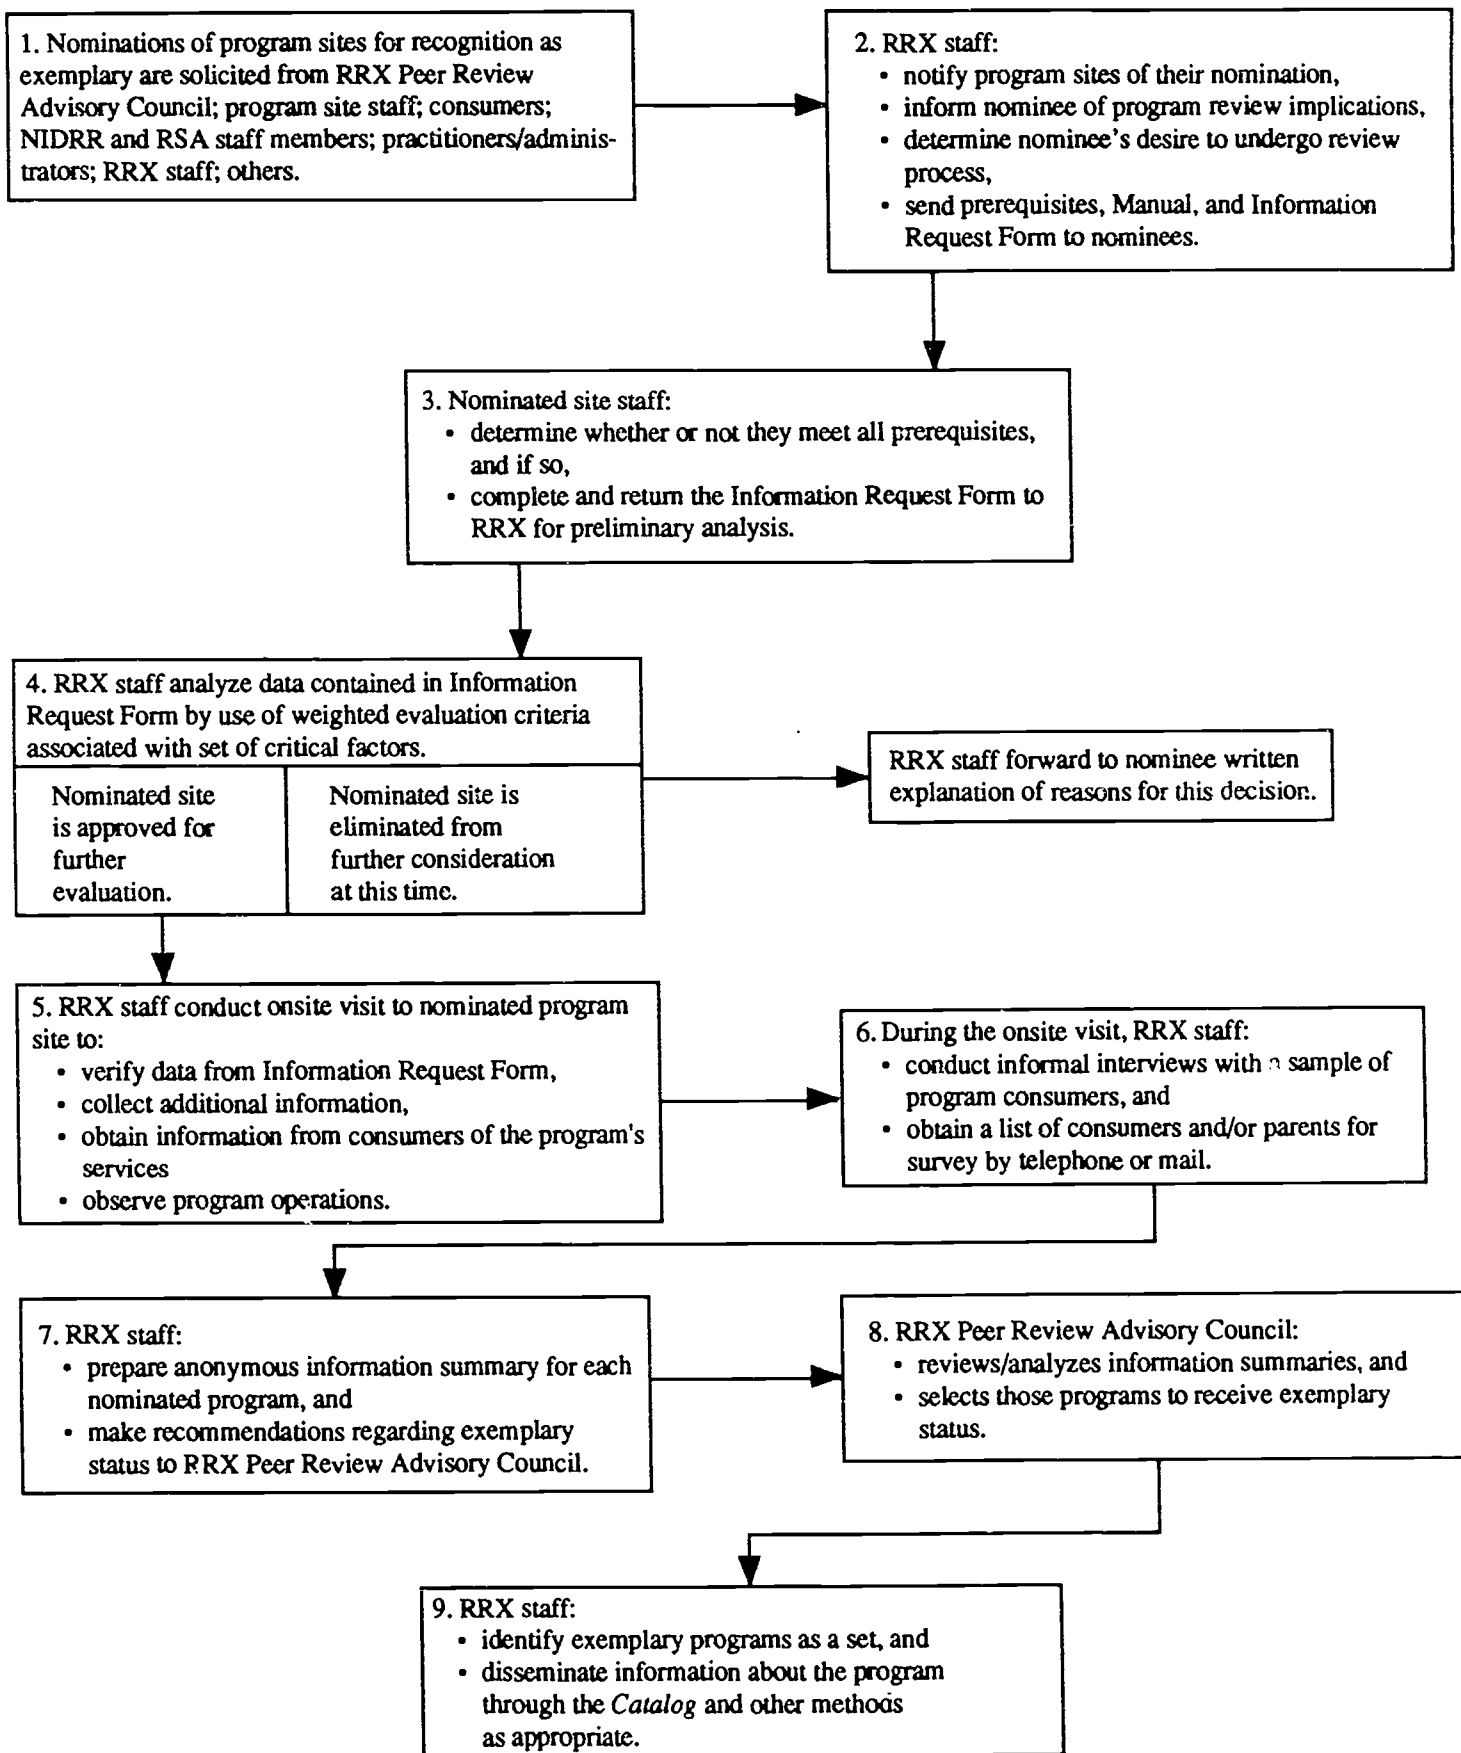 1. Nominations of program sites for recognition as
exemplary are solicited from RRX Peer Review
Advisory Council; program site staff; consumers;
NIDRR and RSA staff members; practitioners/adminis-
trators; RRX staff; others.
2. RRX staff:
• notify program sites of their nomination,
• inform nominee of program review implications,
• determine nominee's desire to undergo review
process,
• send prerequisites, Manual, and Information
Request Form to nominees.
3. Nominated site staff:
• determine whether or not they meet all prerequisites,
and if so,
• complete and return the Information Request Form to
RRX for preliminary analysis.
4. RRX staff analyze data contained in Information
Request Form by use of weighted evaluation criteria
associated with set of critical factors.
Nominated site
is approved for
further
evaluation.
Nominated site is
eliminated from
further consideration
at this time.
RRX staff forward to nominee written
explanation of reasons for this decision.
5. RRX staff conduct onsite visit to nominated program
site to:
• verify data from Information Request Form,
• collect additional information,
• obtain information from consumers of the program's
services
• observe program operations.
6. During the onsite visit, RRX staff:
• conduct informal interviews with a sample of
program consumers, and
• obtain a list of consumers and/or parents for
survey by telephone or mail.
7. RRX staff:
• prepare anonymous information summary for each
nominated program, and
• make recommendations regarding exemplary
status to RRX Peer Review Advisory Council.
8. RRX Peer Review Advisory Council:
• reviews/analyzes information summaries, and
• selects those programs to receive exemplary
status.
9. RRX staff:
• identify exemplary programs as a set, and
• disseminate information about the program
through the Catalog and other methods
as appropriate.